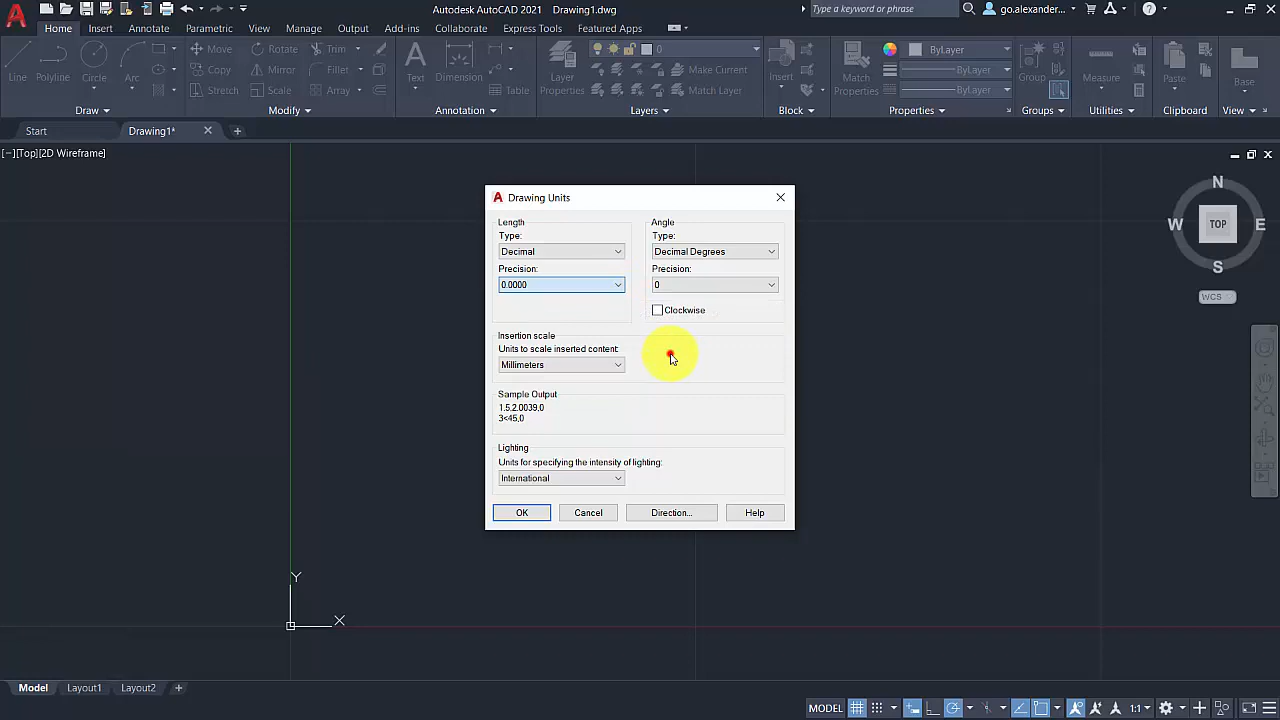 Autodesk AutoCAD 2021 Drawing1.dwg
Type a keyword or phrase
go.alexander...
Home Insert Annotate Parametric View Manage Output Add-ins Collaborate Express Tools Featured Apps
Line Polyline Circle Arc
Move Trim
Copy Mirror Fillet
Stretch Scale Array
Text Dimension Table
Layer Properties
0
Make Current
Match Layer
Insert
Match Properties
ByLayer
ByLayer
ByLayer
Group
Measure
Paste
Base
Draw Modify Annotation Layers Block Properties Groups Utilities Clipboard View
Start Drawing1*
[−][Top][2D Wireframe]
N
W TOP E
S
WCS
Drawing Units
Length
Type:
Decimal
Precision:
0.0000
Angle
Type:
Decimal Degrees
Precision:
0
Clockwise
Insertion scale
Units to scale inserted content:
Millimeters
Sample Output
1.5,2.0039,0
3<45,0
Lighting
Units for specifying the intensity of lighting:
International
OK Cancel Direction... Help
Y
X
Model Layout1 Layout2
MODEL 1:1